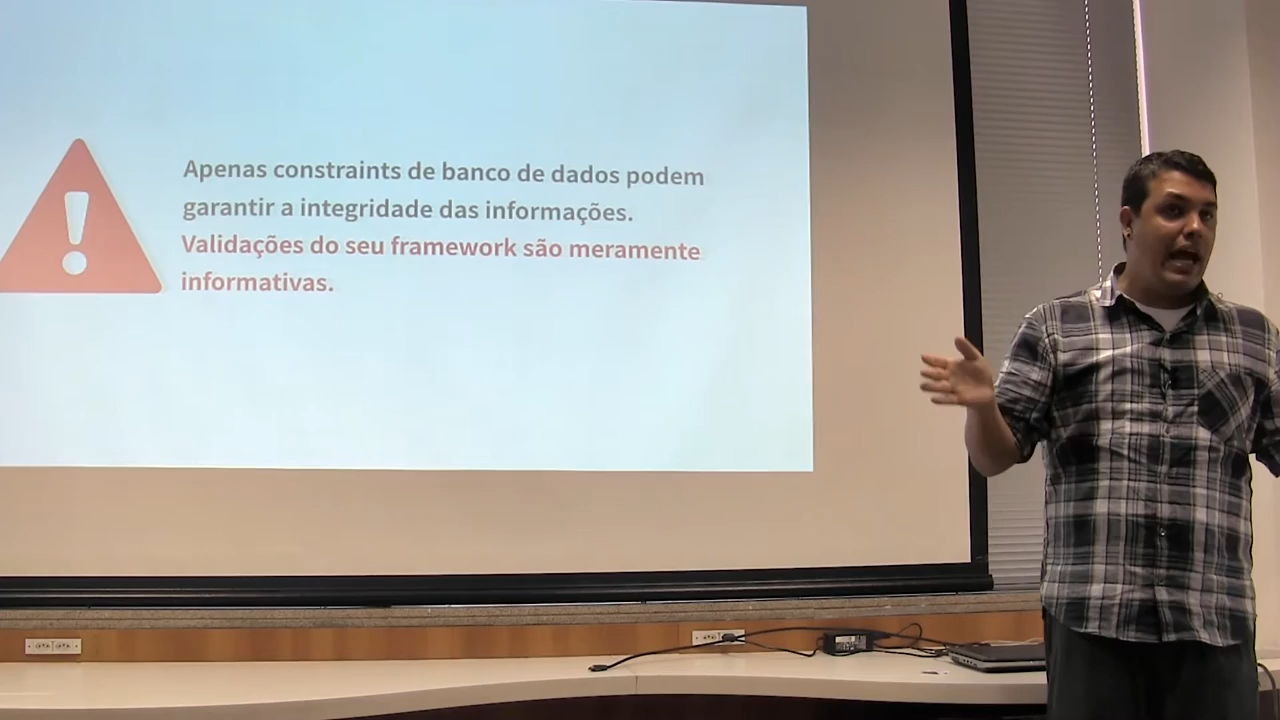 Apenas constraints de banco de dados podem
garantir a integridade das informações.
Validações do seu framework são meramente
informativas.